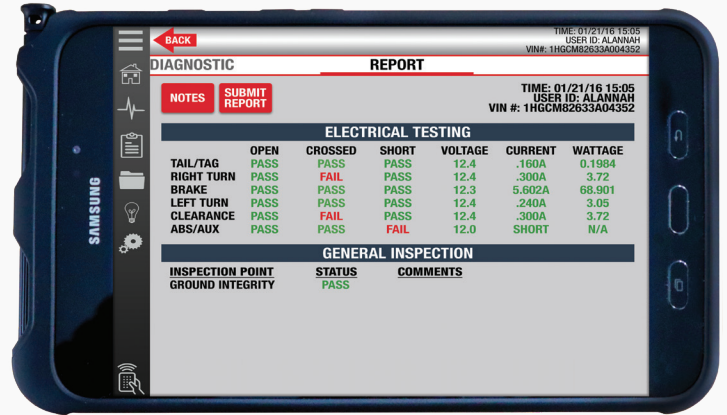 BACK
TIME: 01/21/16 15:05
USER ID: ALANNAH
VIN#: 1HGCM82633A004352
DIAGNOSTIC REPORT
NOTES
SUBMIT
REPORT
TIME: 01/21/16 15:05
USER ID: ALANNAH
VIN #: 1HGCM82633A04352
ELECTRICAL TESTING
OPEN CROSSED SHORT VOLTAGE CURRENT WATTAGE
TAIL/TAG PASS PASS PASS 12.4 .160A 0.1984
RIGHT TURN PASS FAIL PASS 12.4 .300A 3.72
BRAKE PASS PASS PASS 12.3 5.602A 68.901
LEFT TURN PASS PASS PASS 12.4 .240A 3.05
CLEARANCE PASS FAIL PASS 12.4 .300A 3.72
ABS/AUX PASS PASS FAIL 12.0 SHORT N/A
GENERAL INSPECTION
INSPECTION POINT STATUS COMMENTS
GROUND INTEGRITY PASS
SAMSUNG